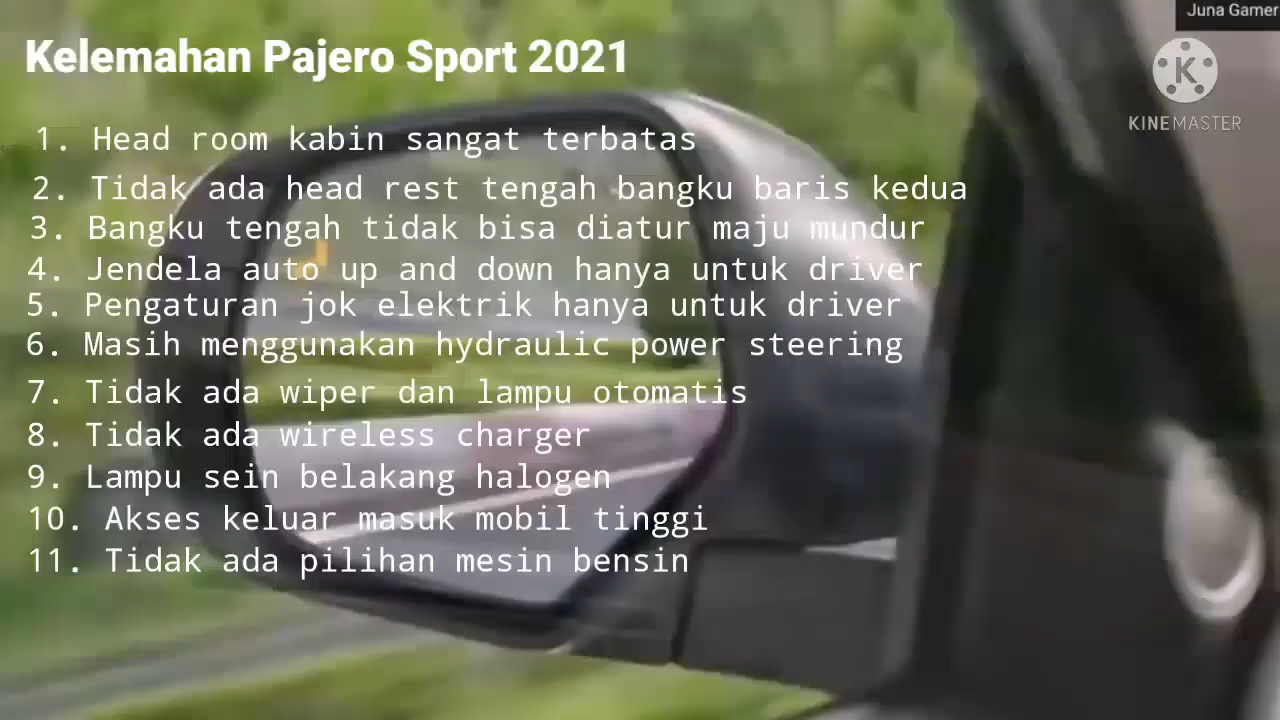 Juna Gamer
Kelemahan Pajero Sport 2021
KINEMASTER
1. Head room kabin sangat terbatas
2. Tidak ada head rest tengah bangku baris kedua
3. Bangku tengah tidak bisa diatur maju mundur
4. Jendela auto up and down hanya untuk driver
5. Pengaturan jok elektrik hanya untuk driver
6. Masih menggunakan hydraulic power steering
7. Tidak ada wiper dan lampu otomatis
8. Tidak ada wireless charger
9. Lampu sein belakang halogen
10. Akses keluar masuk mobil tinggi
11. Tidak ada pilihan mesin bensin